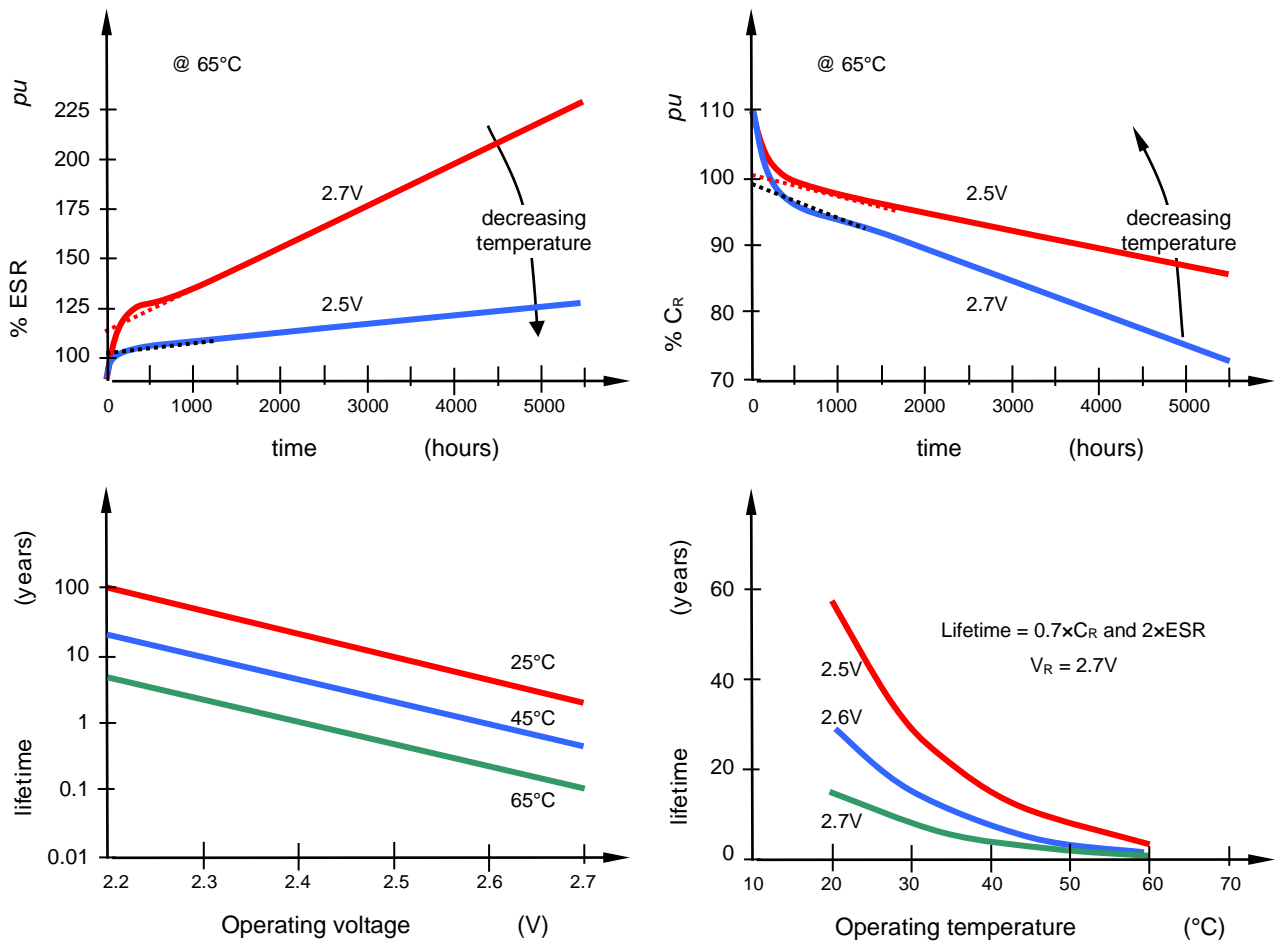 @ 65°C
pu
% ESR
225
200
175
150
125
100
2.7V
2.5V
decreasing
temperature
0 1000 2000 3000 4000 5000
time (hours)
@ 65°C
pu
% CR
110
100
90
80
70
2.5V
2.7V
decreasing
temperature
0 1000 2000 3000 4000 5000
time (hours)
lifetime (years)
100
10
1
0.1
0.01
25°C
45°C
65°C
2.2 2.3 2.4 2.5 2.6 2.7
Operating voltage (V)
lifetime (years)
60
40
20
0
Lifetime = 0.7×CR and 2×ESR
VR = 2.7V
2.5V
2.6V
2.7V
10 20 30 40 50 60 70
Operating temperature (°C)